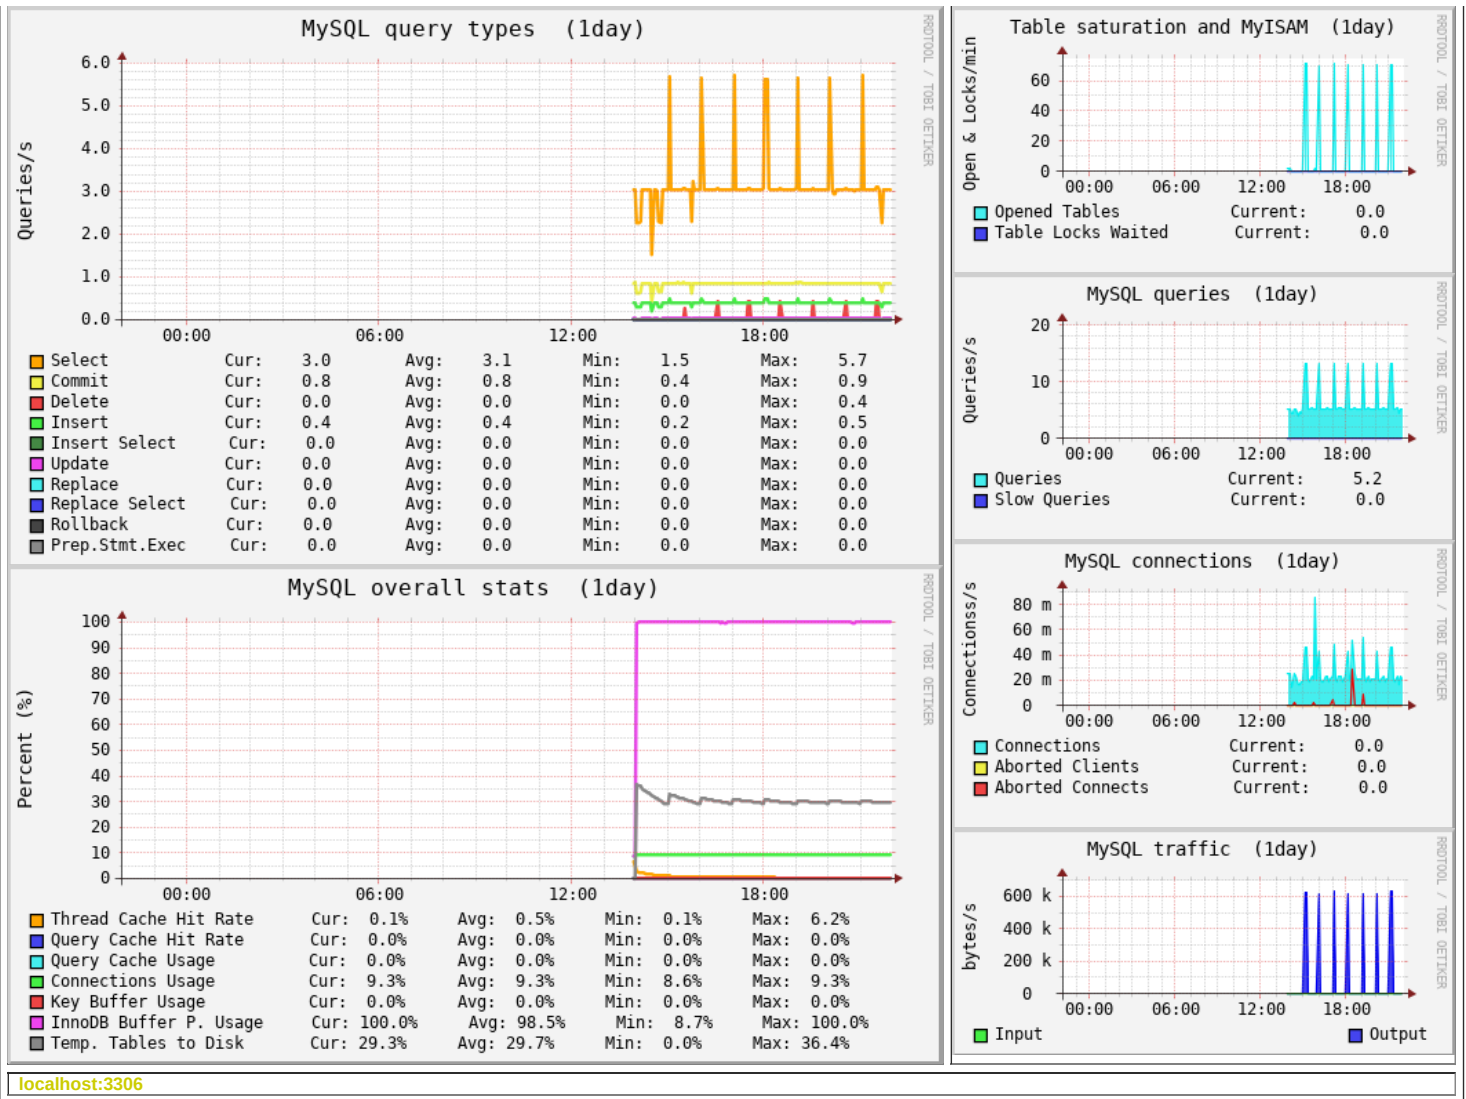 MySQL query types (1day)
RRDTOOL / TOBI OETIKER
Queries/s
6.0
5.0
4.0
3.0
2.0
1.0
0.0
00:00 06:00 12:00 18:00
Select Cur: 3.0 Avg: 3.1 Min: 1.5 Max: 5.7
Commit Cur: 0.8 Avg: 0.8 Min: 0.4 Max: 0.9
Delete Cur: 0.0 Avg: 0.0 Min: 0.0 Max: 0.4
Insert Cur: 0.4 Avg: 0.4 Min: 0.2 Max: 0.5
Insert Select Cur: 0.0 Avg: 0.0 Min: 0.0 Max: 0.0
Update Cur: 0.0 Avg: 0.0 Min: 0.0 Max: 0.0
Replace Cur: 0.0 Avg: 0.0 Min: 0.0 Max: 0.0
Replace Select Cur: 0.0 Avg: 0.0 Min: 0.0 Max: 0.0
Rollback Cur: 0.0 Avg: 0.0 Min: 0.0 Max: 0.0
Prep.Stmt.Exec Cur: 0.0 Avg: 0.0 Min: 0.0 Max: 0.0
MySQL overall stats (1day)
RRDTOOL / TOBI OETIKER
Percent (%)
100
90
80
70
60
50
40
30
20
10
0
00:00 06:00 12:00 18:00
Thread Cache Hit Rate Cur: 0.1% Avg: 0.5% Min: 0.1% Max: 6.2%
Query Cache Hit Rate Cur: 0.0% Avg: 0.0% Min: 0.0% Max: 0.0%
Query Cache Usage Cur: 0.0% Avg: 0.0% Min: 0.0% Max: 0.0%
Connections Usage Cur: 9.3% Avg: 9.3% Min: 8.6% Max: 9.3%
Key Buffer Usage Cur: 0.0% Avg: 0.0% Min: 0.0% Max: 0.0%
InnoDB Buffer P. Usage Cur: 100.0% Avg: 98.5% Min: 8.7% Max: 100.0%
Temp. Tables to Disk Cur: 29.3% Avg: 29.7% Min: 0.0% Max: 36.4%
Table saturation and MyISAM (1day)
RRDTOOL / TOBI OETIKER
Open & Locks/min
60
40
20
0
00:00 06:00 12:00 18:00
Opened Tables Current: 0.0
Table Locks Waited Current: 0.0
MySQL queries (1day)
RRDTOOL / TOBI OETIKER
Queries/s
20
10
0
00:00 06:00 12:00 18:00
Queries Current: 5.2
Slow Queries Current: 0.0
MySQL connections (1day)
RRDTOOL / TOBI OETIKER
Connectionss/s
80 m
60 m
40 m
20 m
0
00:00 06:00 12:00 18:00
Connections Current: 0.0
Aborted Clients Current: 0.0
Aborted Connects Current: 0.0
MySQL traffic (1day)
RRDTOOL / TOBI OETIKER
bytes/s
600 k
400 k
200 k
0
00:00 06:00 12:00 18:00
Input Output
localhost:3306